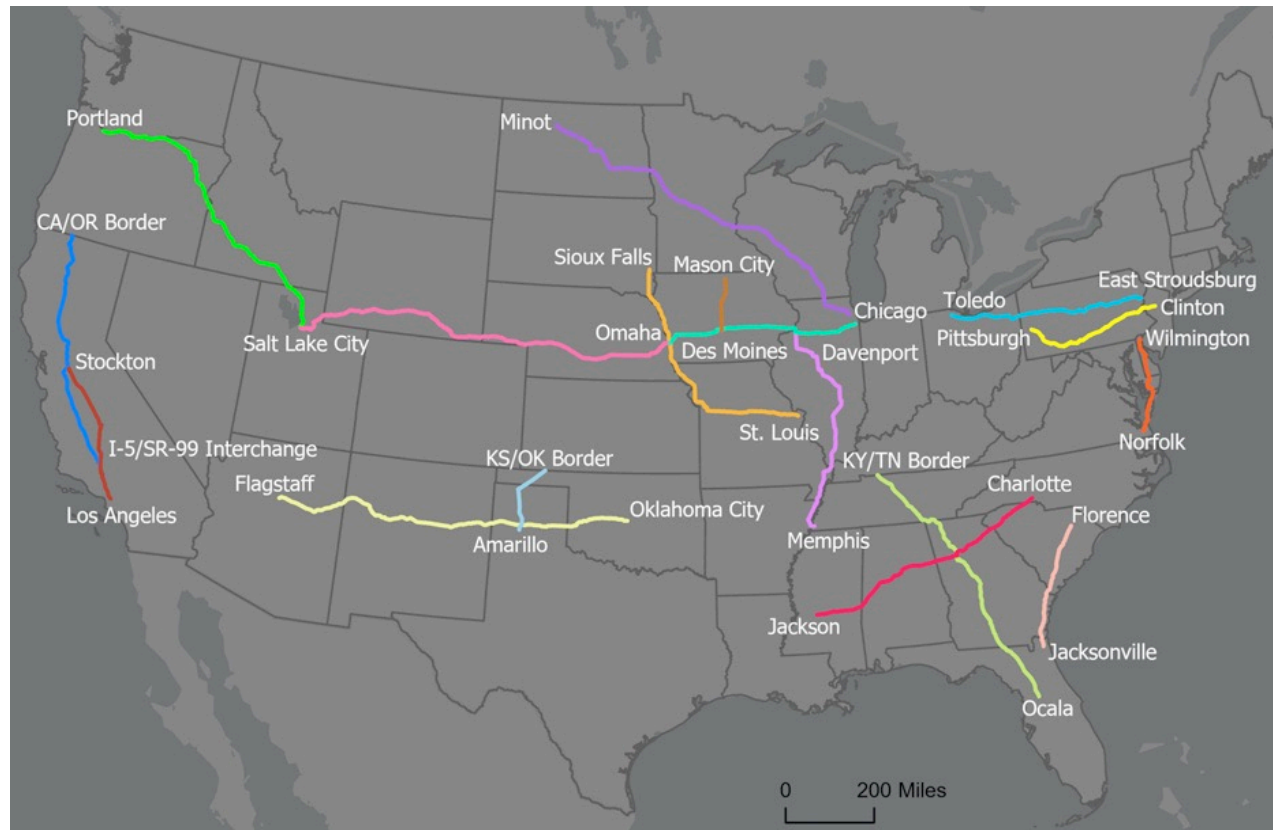 Portland
Minot
CA/OR Border
Sioux Falls
Mason City
East Stroudsburg
Toledo
Clinton
Chicago
Omaha
Pittsburgh
Wilmington
Salt Lake City
Des Moines
Davenport
Stockton
St. Louis
Norfolk
I-5/SR-99 Interchange
KS/OK Border
KY/TN Border
Flagstaff
Charlotte
Oklahoma City
Los Angeles
Florence
Amarillo
Memphis
Jackson
Jacksonville
Ocala
0 200 Miles